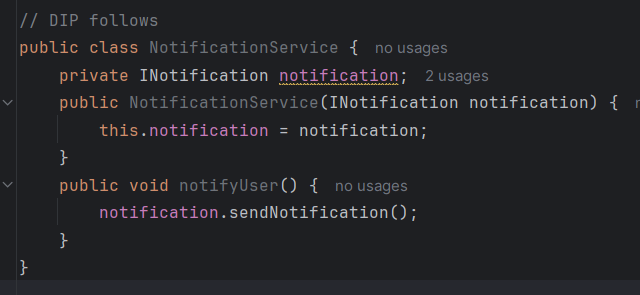 // DIP follows
public class NotificationService { no usages
private INotification notification; 2 usages
public NotificationService(INotification notification) {
this.notification = notification;
}
public void notifyUser() { no usages
notification.sendNotification();
}
}